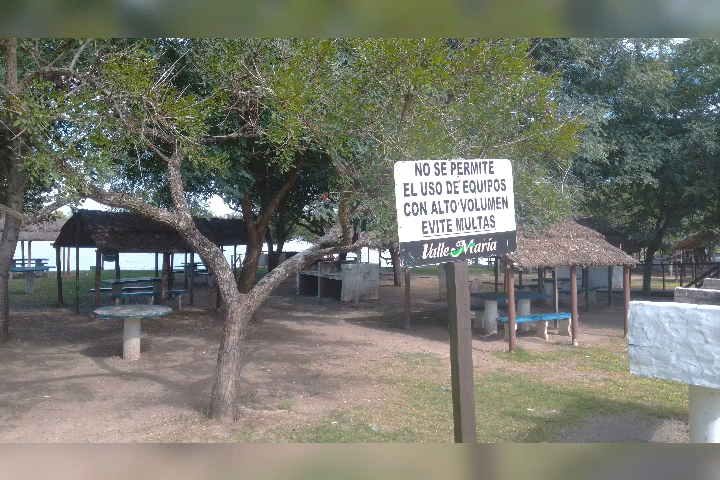 NO SE PERMITE
EL USO DE EQUIPOS
CON ALTO VOLUMEN
EVITE MULTAS
Valle María